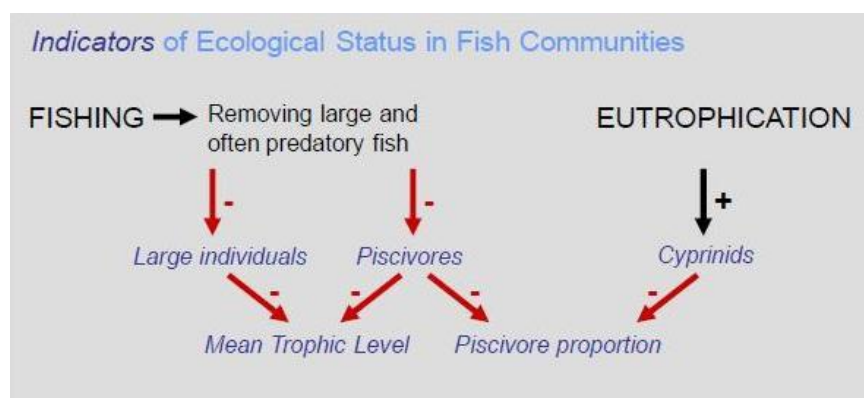 Indicators of Ecological Status in Fish Communities
FISHING
Removing large and
often predatory fish
EUTROPHICATION
-
-
+
Large individuals
Piscivores
Cyprinids
-
-
-
-
Mean Trophic Level
Piscivore proportion